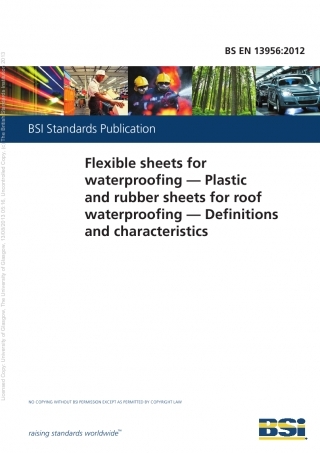 BS EN 13956:2012
BSI Standards Publication
Flexible sheets for
waterproofing — Plastic
and rubber sheets for roof
waterproofing — Definitions
and characteristics
NO COPYING WITHOUT BSI PERMISSION EXCEPT AS PERMITTED BY COPYRIGHT LAW
raising standards worldwide™
BSi